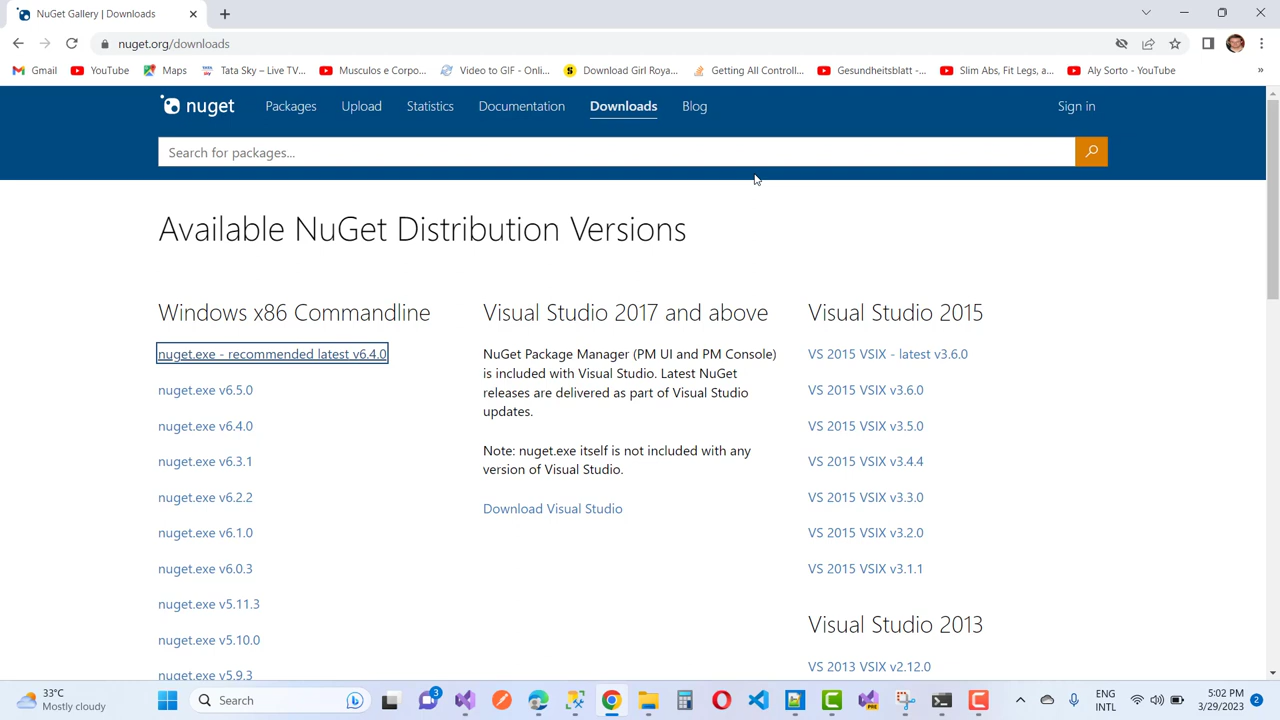 NuGet Gallery | Downloads
nuget.org/downloads
Gmail
YouTube
Maps
Tata Sky – Live TV...
Musculos e Corpo...
Video to GIF - Onli...
Download Girl Roya...
Getting All Controll...
Gesundheitsblatt -...
Slim Abs, Fit Legs, a...
Aly Sorto - YouTube
»
nuget
Packages
Upload
Statistics
Documentation
Downloads
Blog
Sign in
Search for packages...
Available NuGet Distribution Versions
Windows x86 Commandline
nuget.exe - recommended latest v6.4.0
nuget.exe v6.5.0
nuget.exe v6.4.0
nuget.exe v6.3.1
nuget.exe v6.2.2
nuget.exe v6.1.0
nuget.exe v6.0.3
nuget.exe v5.11.3
nuget.exe v5.10.0
nuget.exe v5.9.3
Visual Studio 2017 and above
NuGet Package Manager (PM UI and PM Console)
is included with Visual Studio. Latest NuGet
releases are delivered as part of Visual Studio
updates.
Note: nuget.exe itself is not included with any
version of Visual Studio.
Download Visual Studio
Visual Studio 2015
VS 2015 VSIX - latest v3.6.0
VS 2015 VSIX v3.6.0
VS 2015 VSIX v3.5.0
VS 2015 VSIX v3.4.4
VS 2015 VSIX v3.3.0
VS 2015 VSIX v3.2.0
VS 2015 VSIX v3.1.1
Visual Studio 2013
VS 2013 VSIX v2.12.0
33°C
Mostly cloudy
Search
3
ENG
INTL
5:02 PM
3/29/2023
2